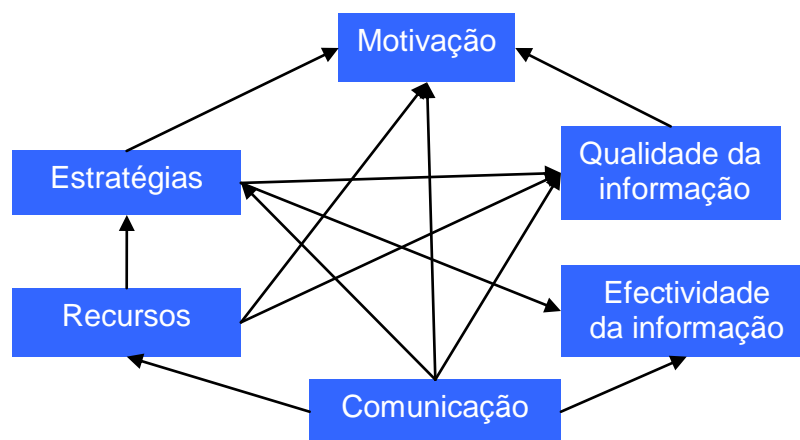 Motivação
Estratégias
Qualidade da
informação
Recursos
Efectividade
da informação
Comunicação